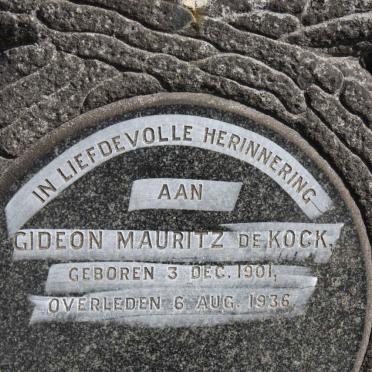 IN LIEFDEVOLLE HERINNERING
AAN
GIDEON MAURITZ DE KOCK.
GEBOREN 3 DEC. 1901,
OVERLEDEN 6 AUG. 1936.